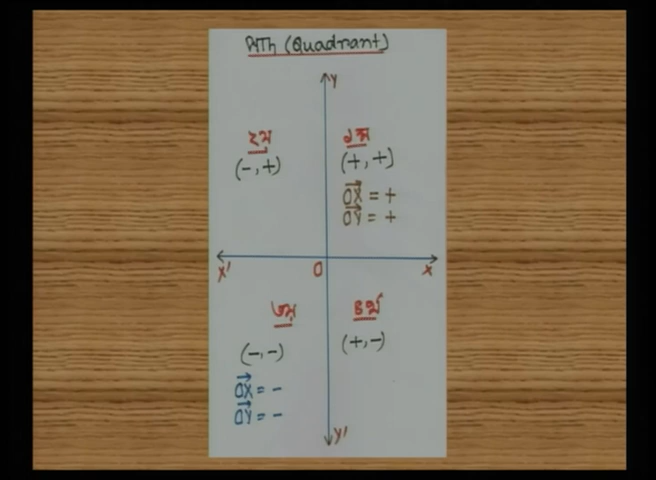 পাদ (Quadrant)
Y
২য়
১ম
(-, +)
(+, +)
OX = +
OY = +
X'
O
X
৩য়
৪র্থ
(-, -)
(+, -)
OX = -
OY = -
Y'